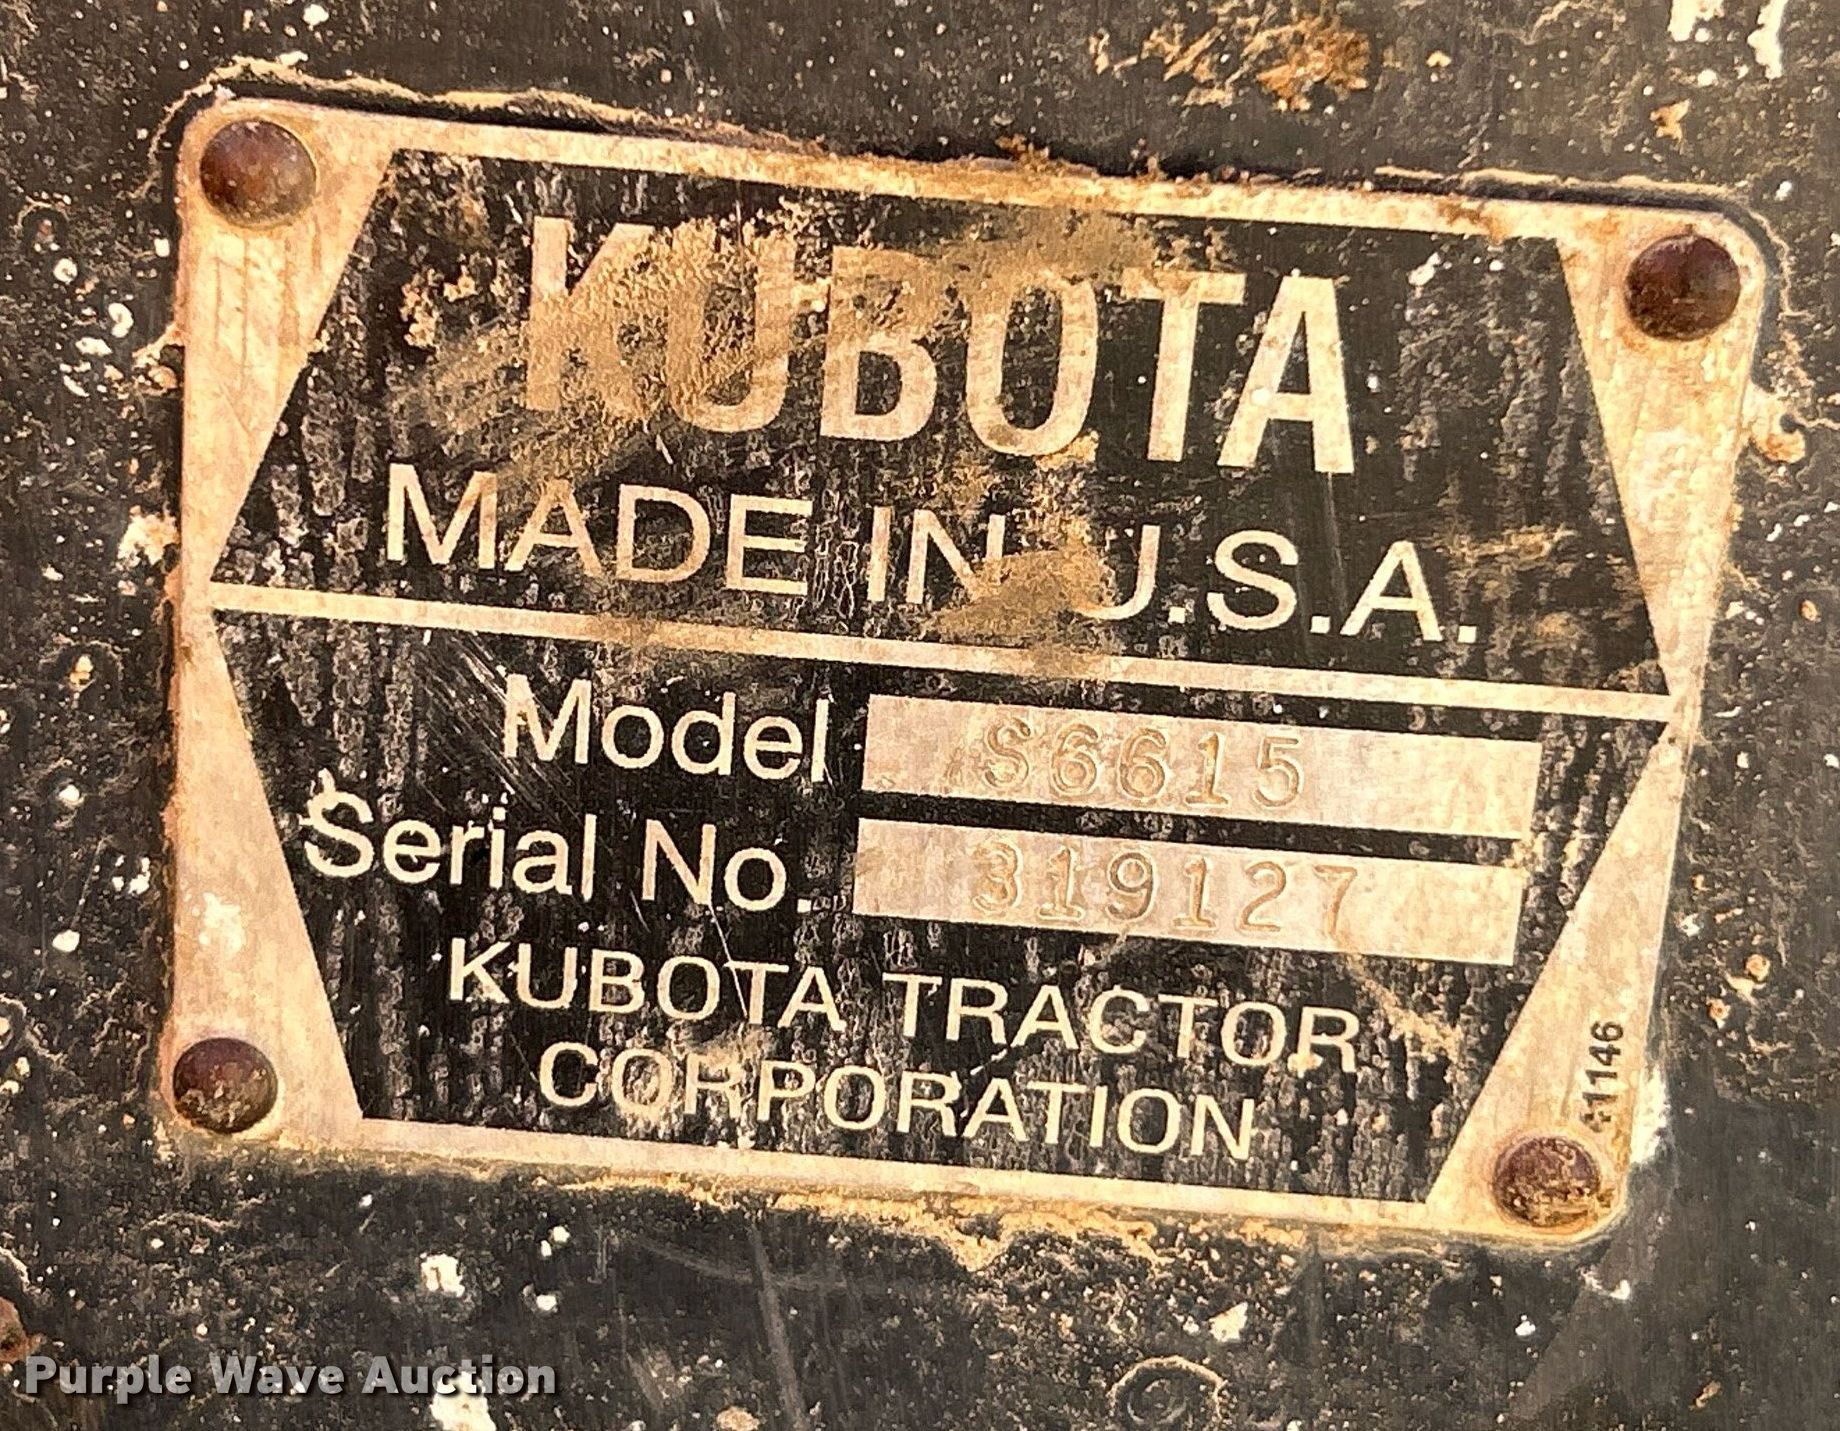 KUBOTA
MADE IN U.S.A.
Model S6615
Serial No. 319127
KUBOTA TRACTOR
CORPORATION
1146
Purple Wave Auction